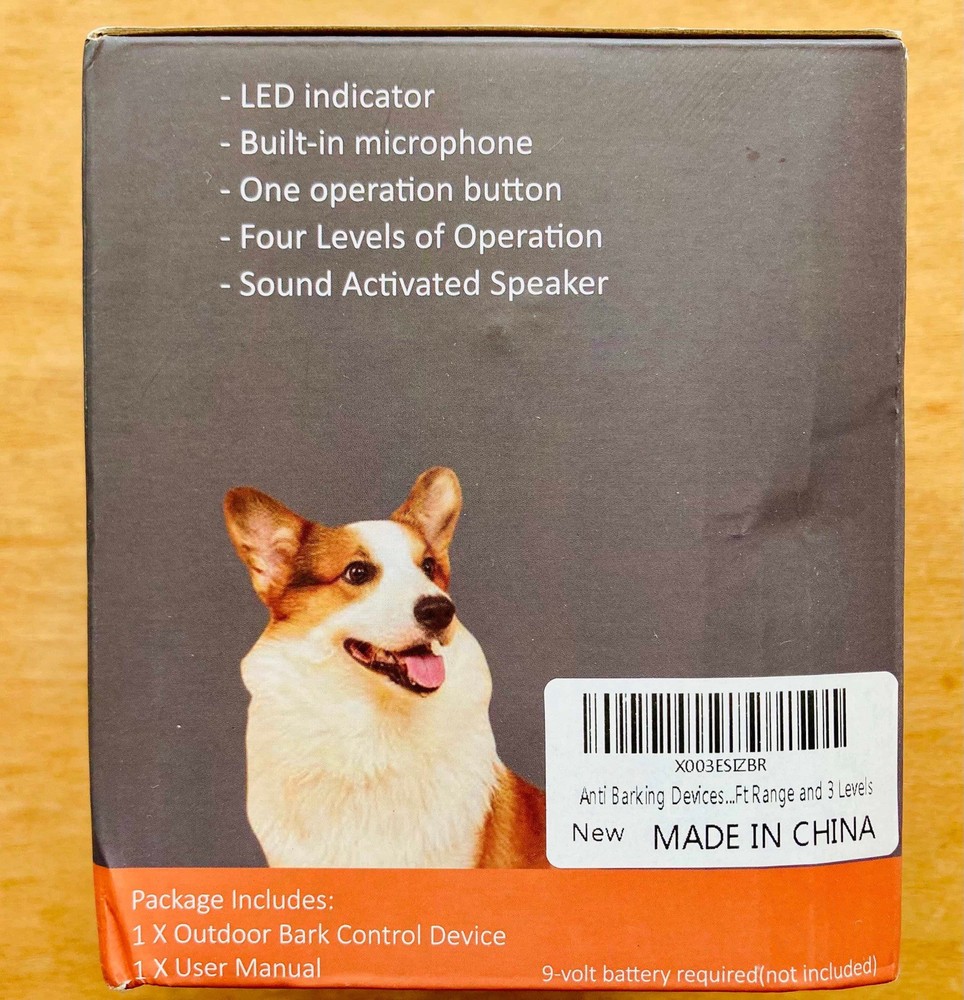 - LED indicator
- Built-in microphone
- One operation button
- Four Levels of Operation
- Sound Activated Speaker
X003ESIZBR
Anti Barking Devices...Ft Range and 3 Levels
New MADE IN CHINA
Package Includes:
1 X Outdoor Bark Control Device
1 X User Manual
9-volt battery required(not included)